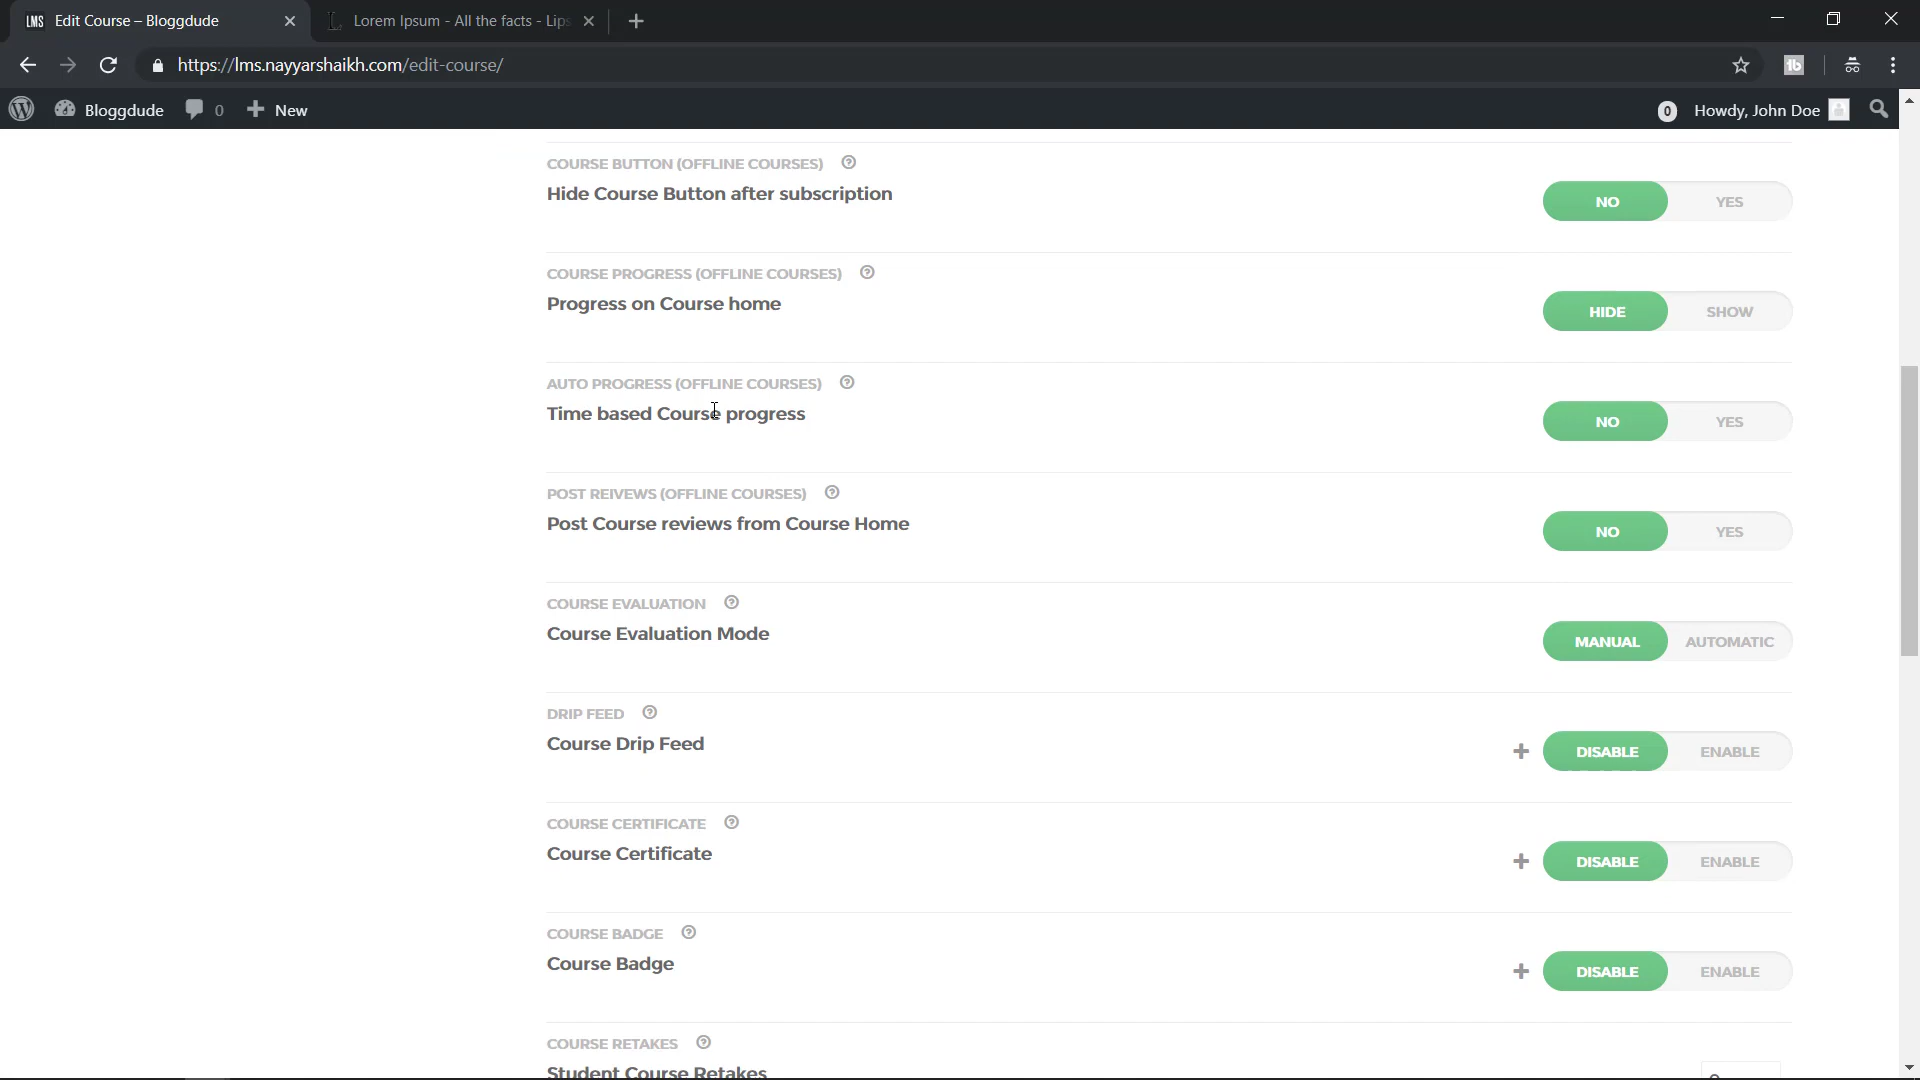 LMS Edit Course – Bloggdude
Lorem Ipsum - All the facts - Lips
https://lms.nayyarshaikh.com/edit-course/
Bloggdude 0 New
0 Howdy, John Doe
COURSE BUTTON (OFFLINE COURSES)
Hide Course Button after subscription
NO YES
COURSE PROGRESS (OFFLINE COURSES)
Progress on Course home
HIDE SHOW
AUTO PROGRESS (OFFLINE COURSES)
Time based Course progress
NO YES
POST REIVEWS (OFFLINE COURSES)
Post Course reviews from Course Home
NO YES
COURSE EVALUATION
Course Evaluation Mode
MANUAL AUTOMATIC
DRIP FEED
Course Drip Feed
DISABLE ENABLE
COURSE CERTIFICATE
Course Certificate
DISABLE ENABLE
COURSE BADGE
Course Badge
DISABLE ENABLE
COURSE RETAKES
Student Course Retakes